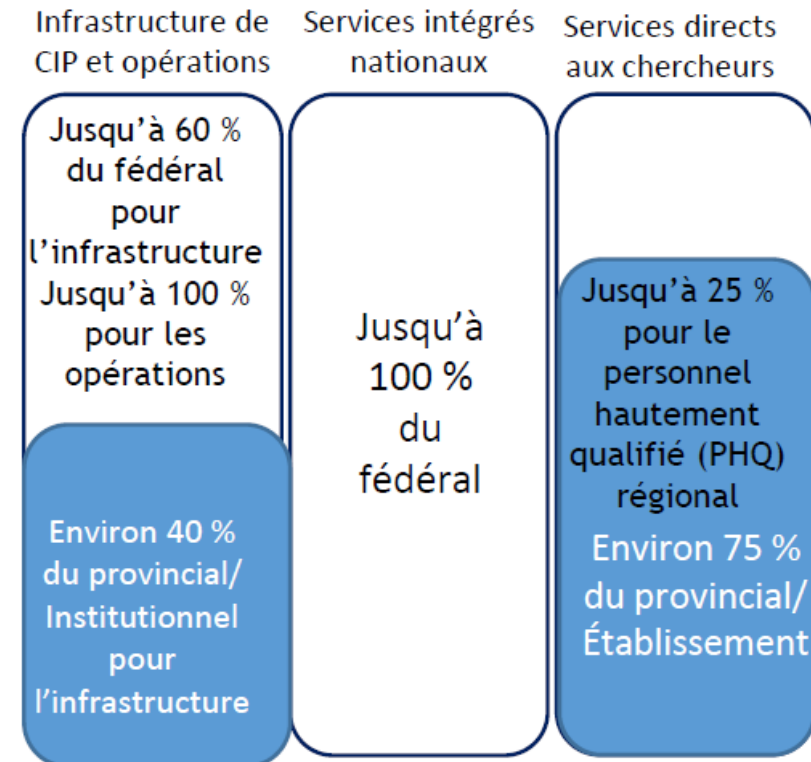 Infrastructure de
CIP et opérations
Jusqu’à 60 %
du fédéral
pour
l’infrastructure
Jusqu’à 100 %
pour les
opérations
Environ 40 %
du provincial/
Institutionnel
pour
l’infrastructure
Services intégrés
nationaux
Jusqu’à
100 %
du
fédéral
Services directs
aux chercheurs
Jusqu’à 25 %
pour le
personnel
hautement
qualifié (PHQ)
régional
Environ 75 %
du provincial/
Établissement